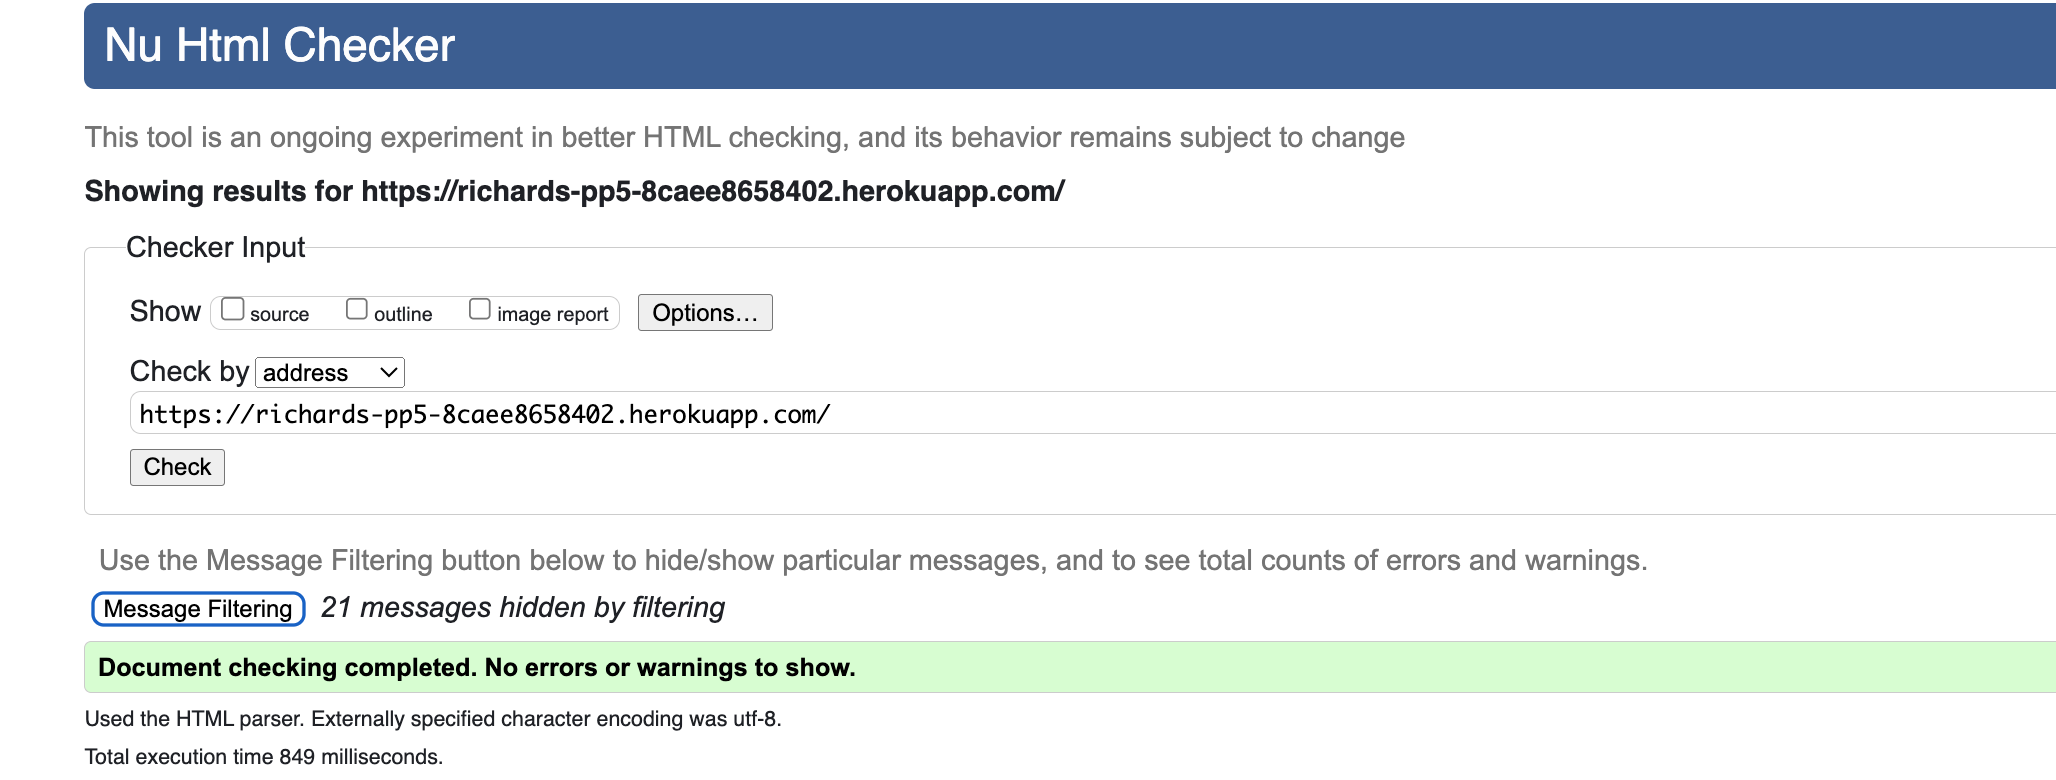 Nu Html Checker
This tool is an ongoing experiment in better HTML checking, and its behavior remains subject to change
Showing results for https://richards-pp5-8caee8658402.herokuapp.com/
Checker Input
Show source outline image report Options...
Check by address
https://richards-pp5-8caee8658402.herokuapp.com/
Check
Use the Message Filtering button below to hide/show particular messages, and to see total counts of errors and warnings.
Message Filtering 21 messages hidden by filtering
Document checking completed. No errors or warnings to show.
Used the HTML parser. Externally specified character encoding was utf-8.
Total execution time 849 milliseconds.